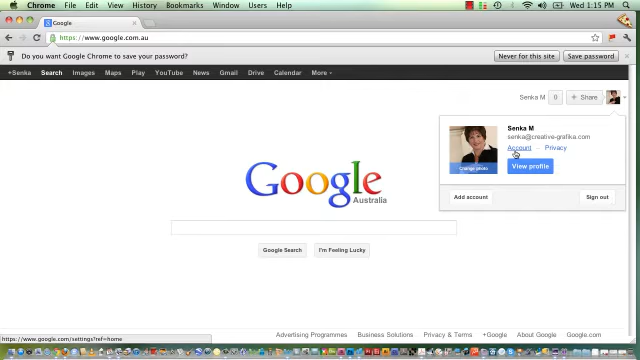 Chrome File Edit View History Bookmarks Window Users Help
Wed 1:15 PM
Google
https://www.google.com.au
Do you want Google Chrome to save your password?
Never for this site
Save password
+Senka Search Images Maps Play YouTube News Gmail Drive Calendar More
Senka M 0 + Share
Senka M
senka@creative-grafika.com
Account – Privacy
Change photo
View profile
Add account
Sign out
Google
Australia
Google Search
I'm Feeling Lucky
https://www.google.com/settings?ref=home
Advertising Programmes Business Solutions Privacy & Terms +Google About Google Google.com